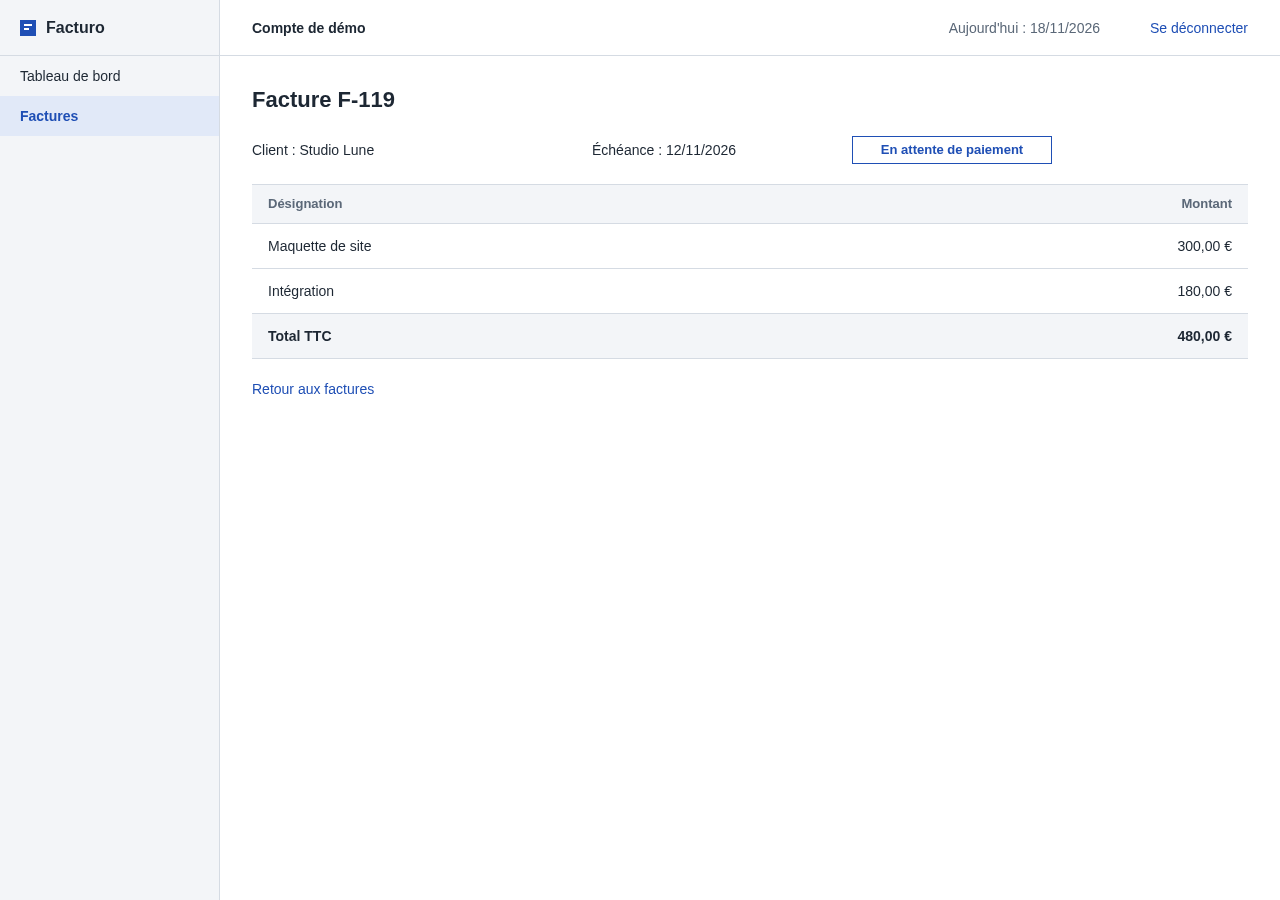 Facturo
Compte de démo
Aujourd'hui : 18/11/2026
Se déconnecter
Tableau de bord
Factures
Facture F-119
Client : Studio Lune
Échéance : 12/11/2026
En attente de paiement
Désignation Montant
Maquette de site 300,00 €
Intégration 180,00 €
Total TTC 480,00 €
Retour aux factures